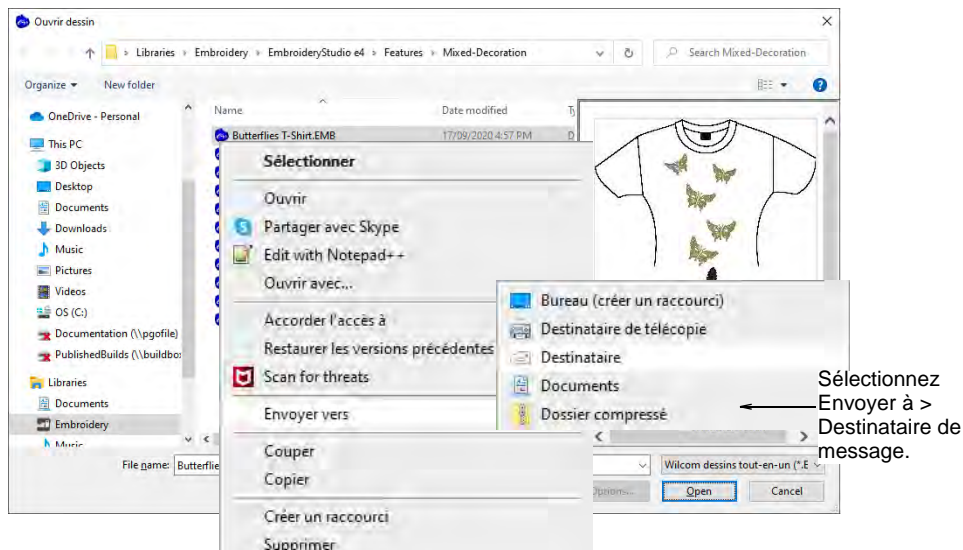 Ouvrir dessin
Libraries > Embroidery > EmbroideryStudio e4 > Features > Mixed-Decoration
Search Mixed-Decoration
Organize
New folder
Name
Date modified
OneDrive - Personal
This PC
3D Objects
Desktop
Documents
Downloads
Music
Pictures
Videos
OS (C:)
Documentation (\\pgofile)
PublishedBuilds (\\buildbo
Libraries
Documents
Embroidery
Music
Butterflies T-Shirt.EMB
17/09/2020 4:57 PM
Sélectionner
Ouvrir
Partager avec Skype
Edit with Notepad++
Ouvrir avec...
Accorder l'accès à
Restaurer les versions précédentes
Scan for threats
Envoyer vers
Couper
Copier
Créer un raccourci
Supprimer
Bureau (créer un raccourci)
Destinataire de télécopie
Destinataire
Documents
Dossier compressé
Sélectionnez
Envoyer à >
Destinataire de
message.
File name:
Butterflie
Wilcom dessins tout-en-un (*.E
Options...
Open
Cancel